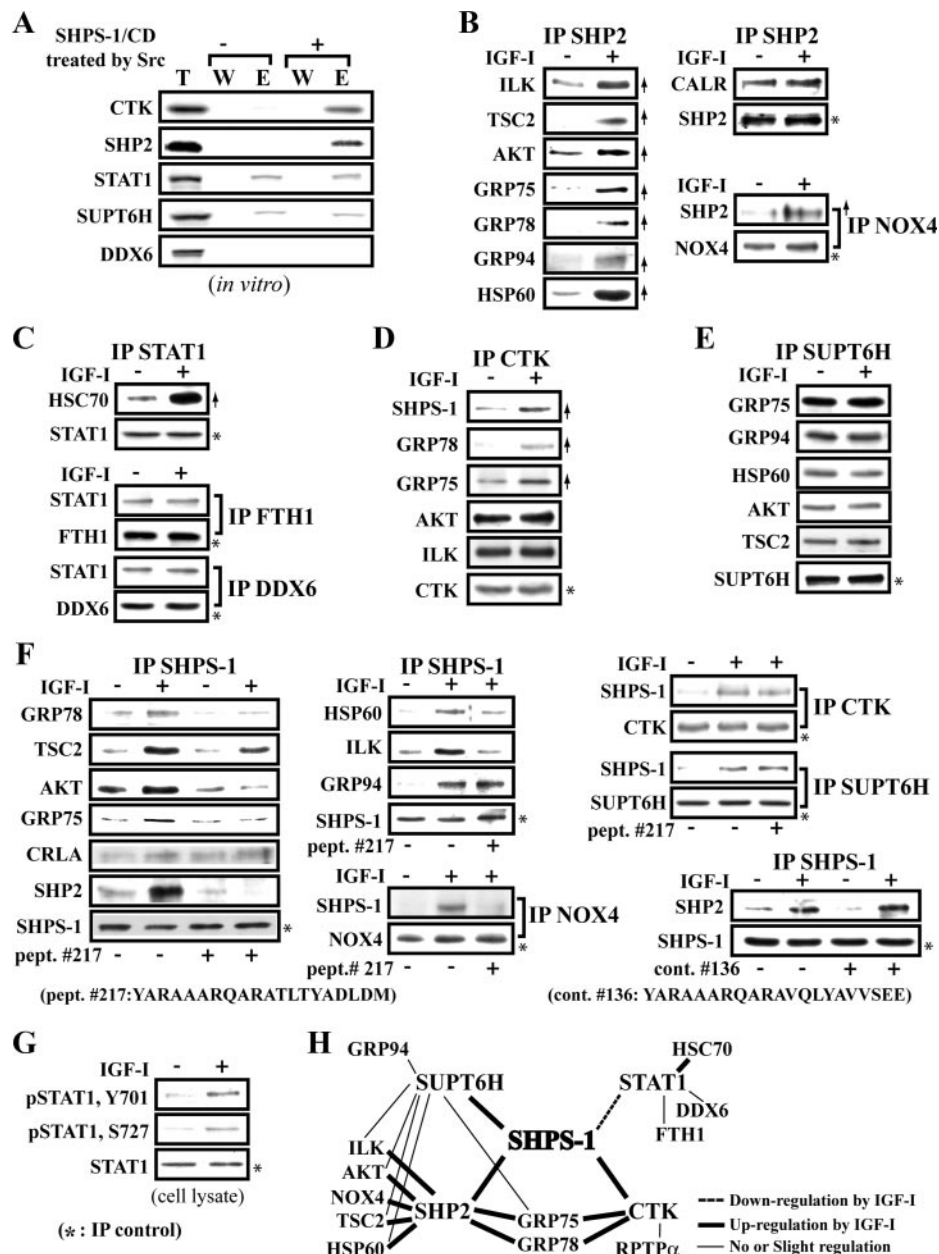 A
SHPS-1/CD
treated by Src
- +
T W E W E
CTK
SHP2
STAT1
SUPT6H
DDX6
(in vitro)
B
IP SHP2
IGF-I - +
ILK
TSC2
AKT
GRP75
GRP78
GRP94
HSP60
IP SHP2
IGF-I - +
CALR
SHP2 *
IGF-I - +
SHP2
NOX4 *
IP NOX4
C
IP STAT1
IGF-I - +
HSC70
STAT1 *
IGF-I - +
STAT1
FTH1 *
IP FTH1
STAT1
DDX6 *
IP DDX6
D
IP CTK
IGF-I - +
SHPS-1
GRP78
GRP75
AKT
ILK
CTK *
E
IP SUPT6H
IGF-I - +
GRP75
GRP94
HSP60
AKT
TSC2
SUPT6H *
F
IP SHPS-1
IGF-I - + - +
GRP78
TSC2
AKT
GRP75
CRLA
SHP2
SHPS-1 *
pept. #217 - - + +
(pept. #217:YARAAARQARATLTYADLDM)
IP SHPS-1
IGF-I - + +
HSP60
ILK
GRP94
SHPS-1 *
pept. #217 - - +
IGF-I - + +
SHPS-1
NOX4 *
IP NOX4
pept.# 217 - - +
IGF-I - + +
SHPS-1
CTK *
IP CTK
SHPS-1
SUPT6H *
IP SUPT6H
pept. #217 - - +
IP SHPS-1
IGF-I - + - +
SHP2
SHPS-1 *
cont. #136 - - + +
(cont. #136: YARAAARQARAVQLYAVVSEE)
G
IGF-I - +
pSTAT1, Y701
pSTAT1, S727
STAT1 *
(cell lysate)
(* : IP control)
H
GRP94
SUPT6H
HSC70
STAT1
DDX6
FTH1
SHPS-1
ILK
AKT
NOX4
TSC2
HSP60
SHP2
GRP75
GRP78
CTK
RPTPα
Down-regulation by IGF-I
Up-regulation by IGF-I
No or Slight regulation